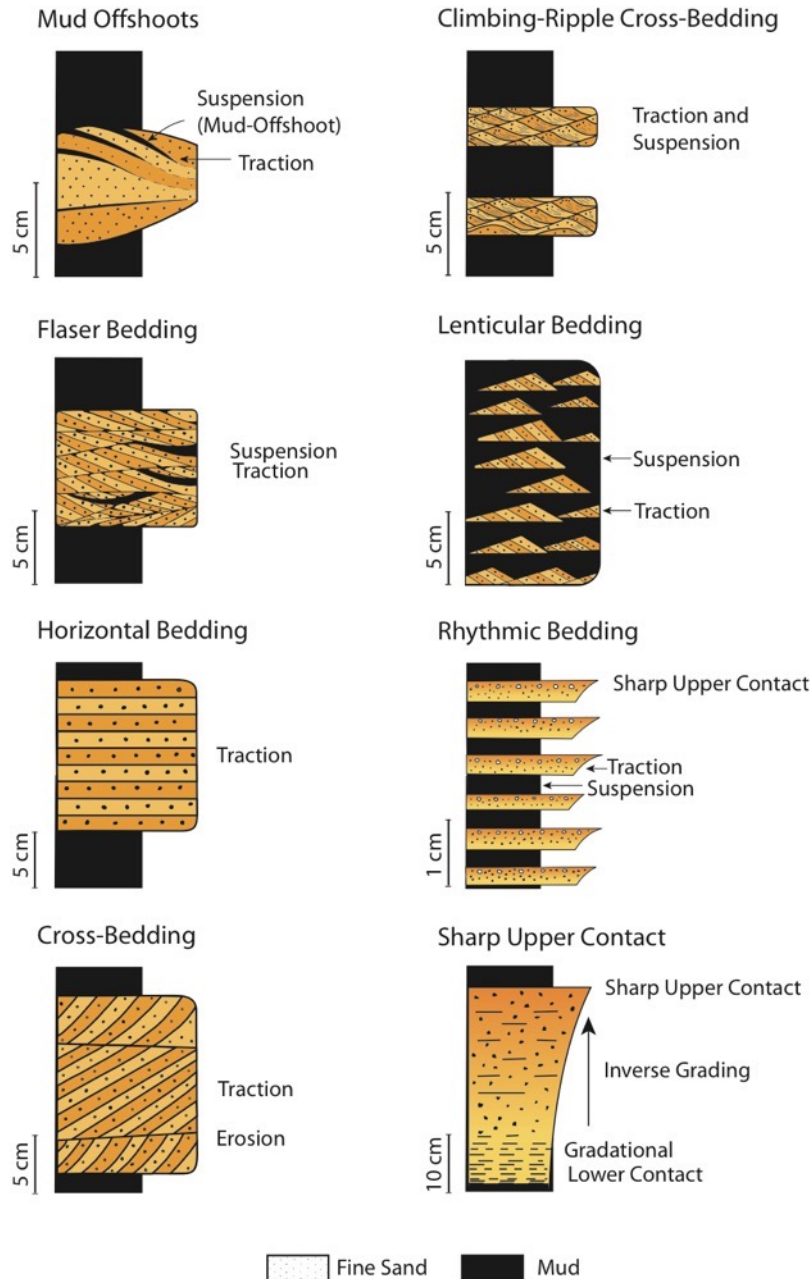 Mud Offshoots
Suspension
(Mud-Offshoot)
Traction
5 cm
Climbing-Ripple Cross-Bedding
Traction and
Suspension
5 cm
Flaser Bedding
Suspension
Traction
5 cm
Lenticular Bedding
Suspension
Traction
5 cm
Horizontal Bedding
Traction
5 cm
Rhythmic Bedding
Sharp Upper Contact
Traction
Suspension
1 cm
Cross-Bedding
Traction
Erosion
5 cm
Sharp Upper Contact
Sharp Upper Contact
Inverse Grading
Gradational
Lower Contact
10 cm
Fine Sand
Mud